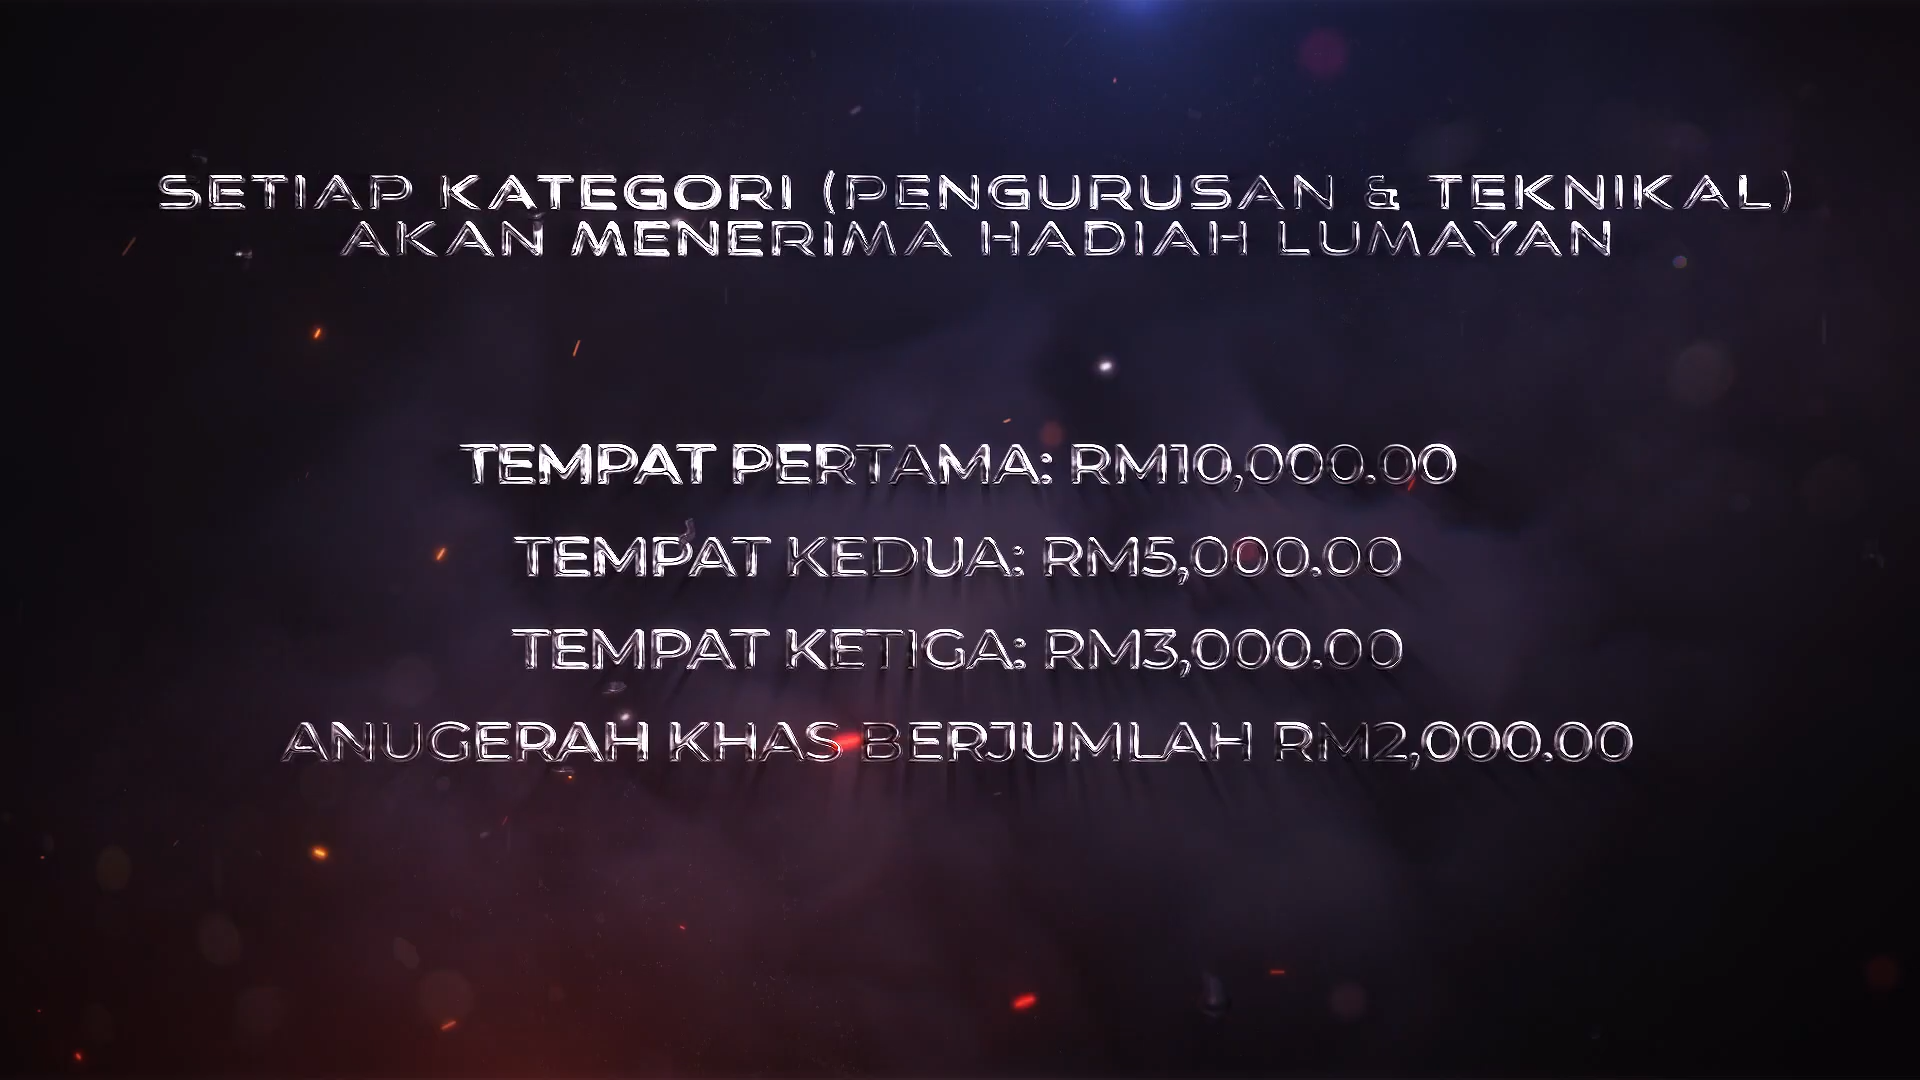 SETIAP KATEGORI (PENGURUSAN & TEKNIKAL)
AKAN MENERIMA HADIAH LUMAYAN
TEMPAT PERTAMA: RM10,000.00
TEMPAT KEDUA: RM5,000.00
TEMPAT KETIGA: RM3,000.00
ANUGERAH KHAS BERJUMLAH RM2,000.00